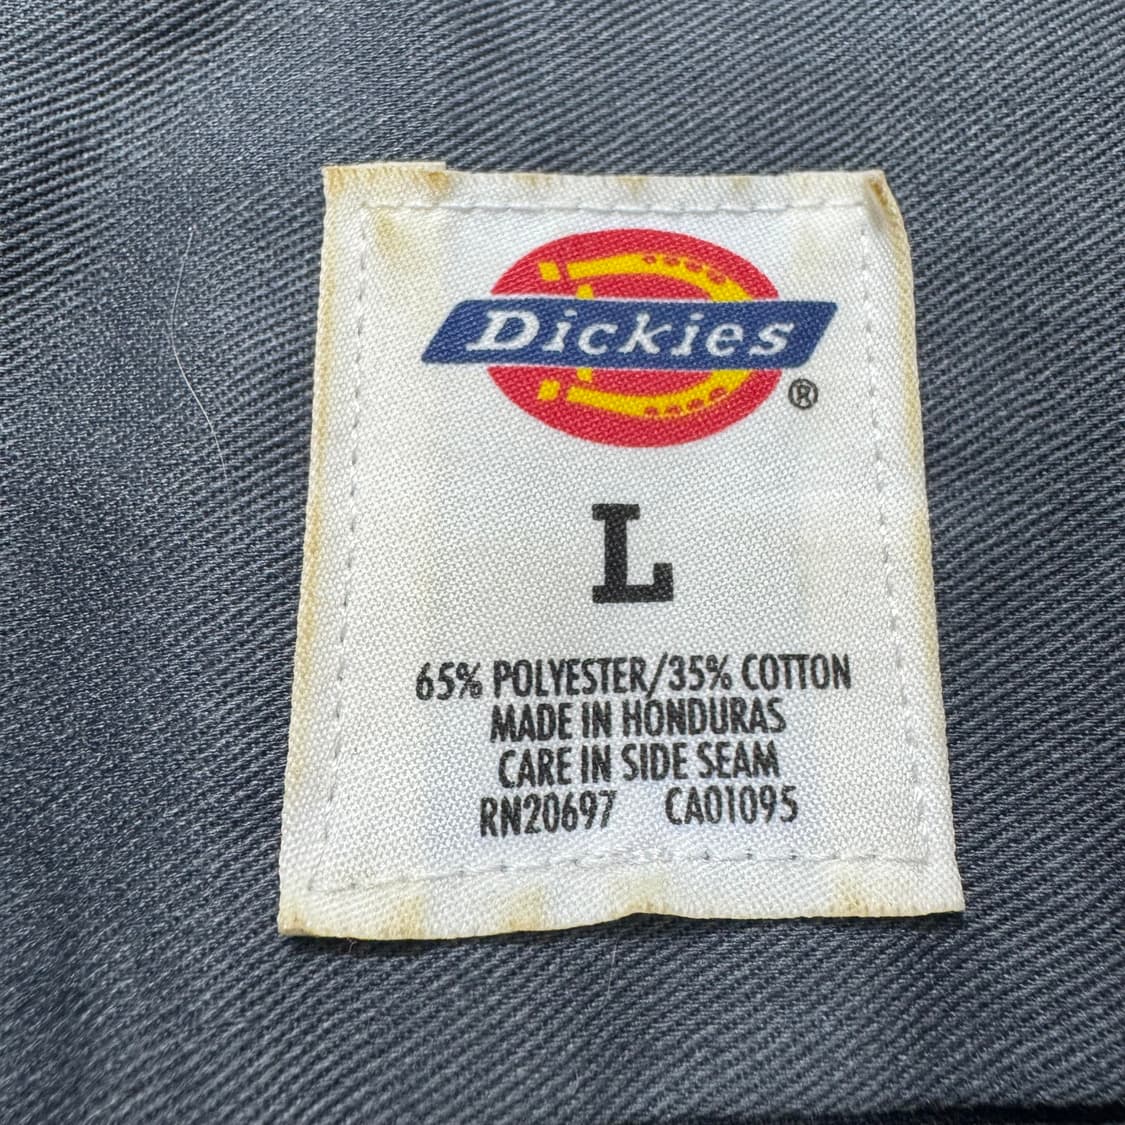 Dickies
®
L
65% POLYESTER/35% COTTON
MADE IN HONDURAS
CARE IN SIDE SEAM
RN20697 CA01095